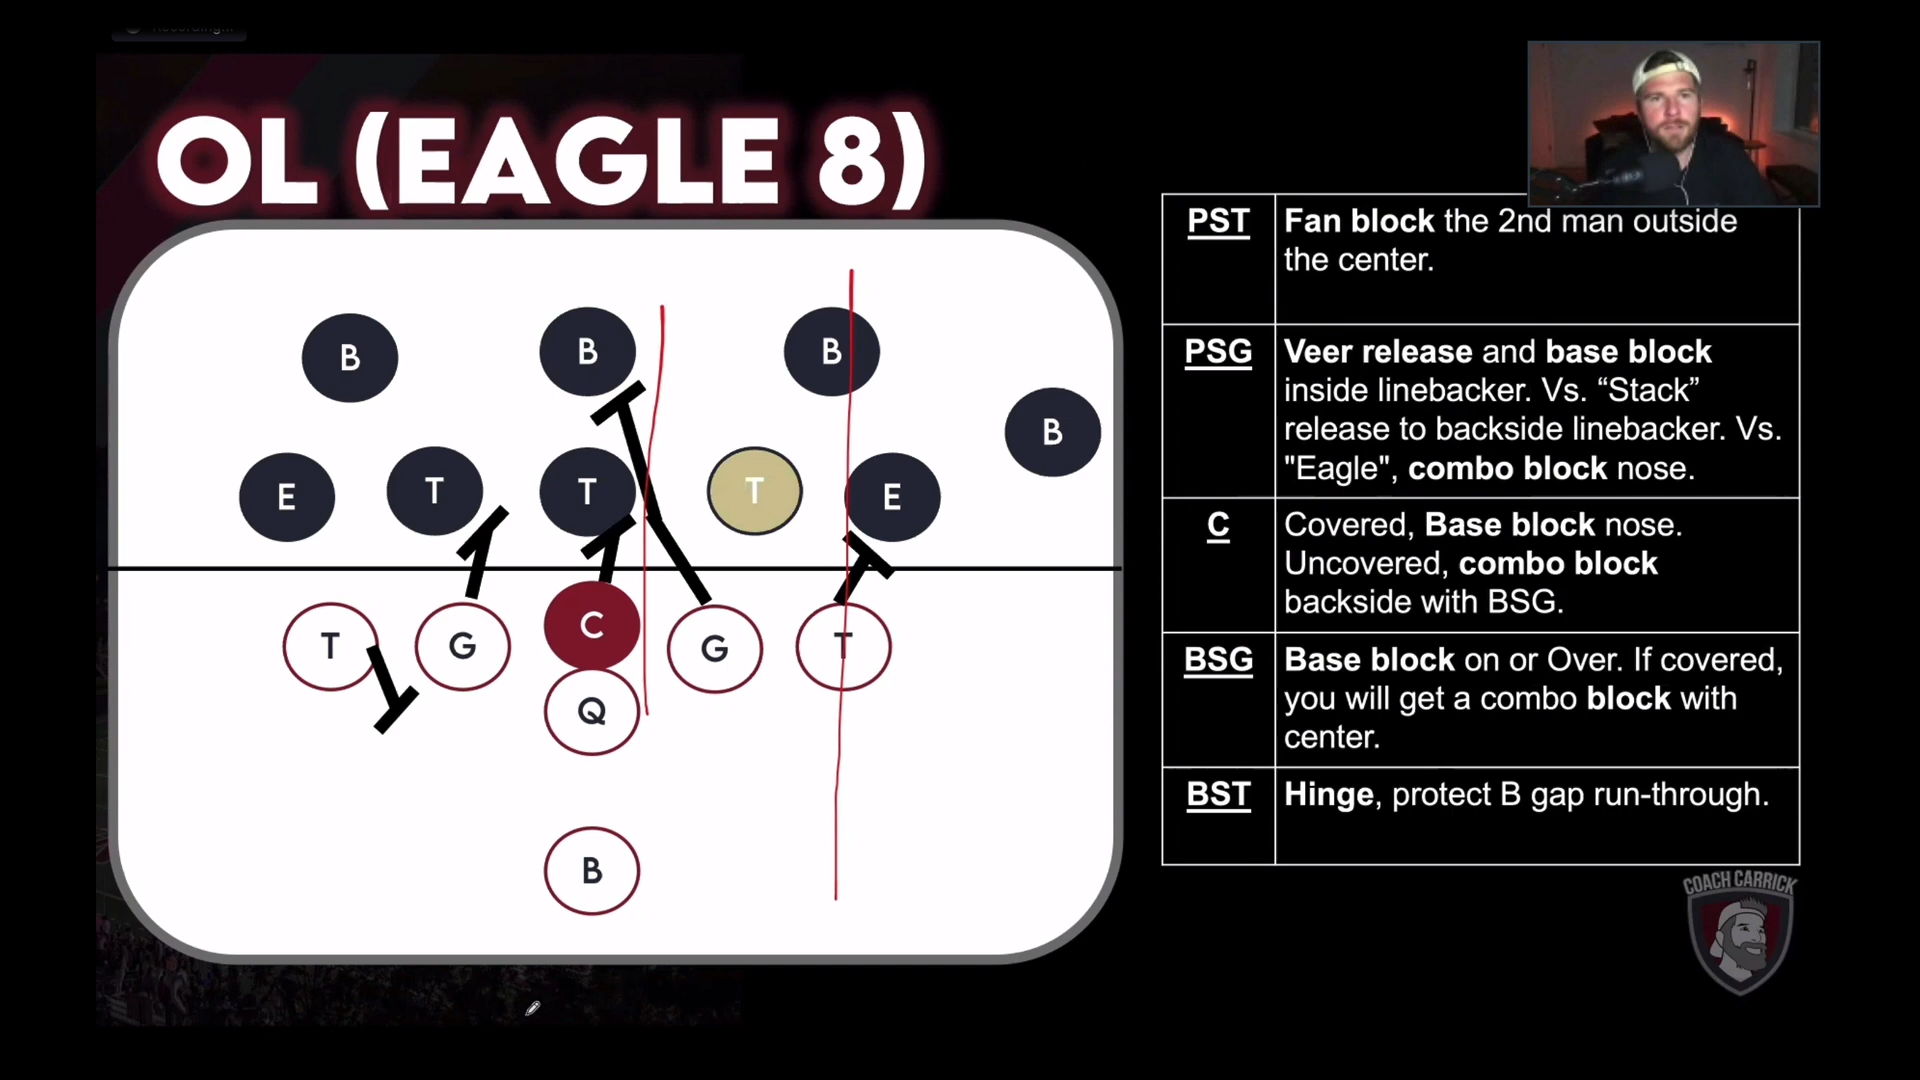 Recording...
OL (EAGLE 8)
B B B
B
E T T T E
T G C G T
Q
B
PST Fan block the 2nd man outside
the center.
PSG Veer release and base block
inside linebacker. Vs. “Stack”
release to backside linebacker. Vs.
"Eagle", combo block nose.
C Covered, Base block nose.
Uncovered, combo block
backside with BSG.
BSG Base block on or Over. If covered,
you will get a combo block with
center.
BST Hinge, protect B gap run-through.
COACH CARRICK